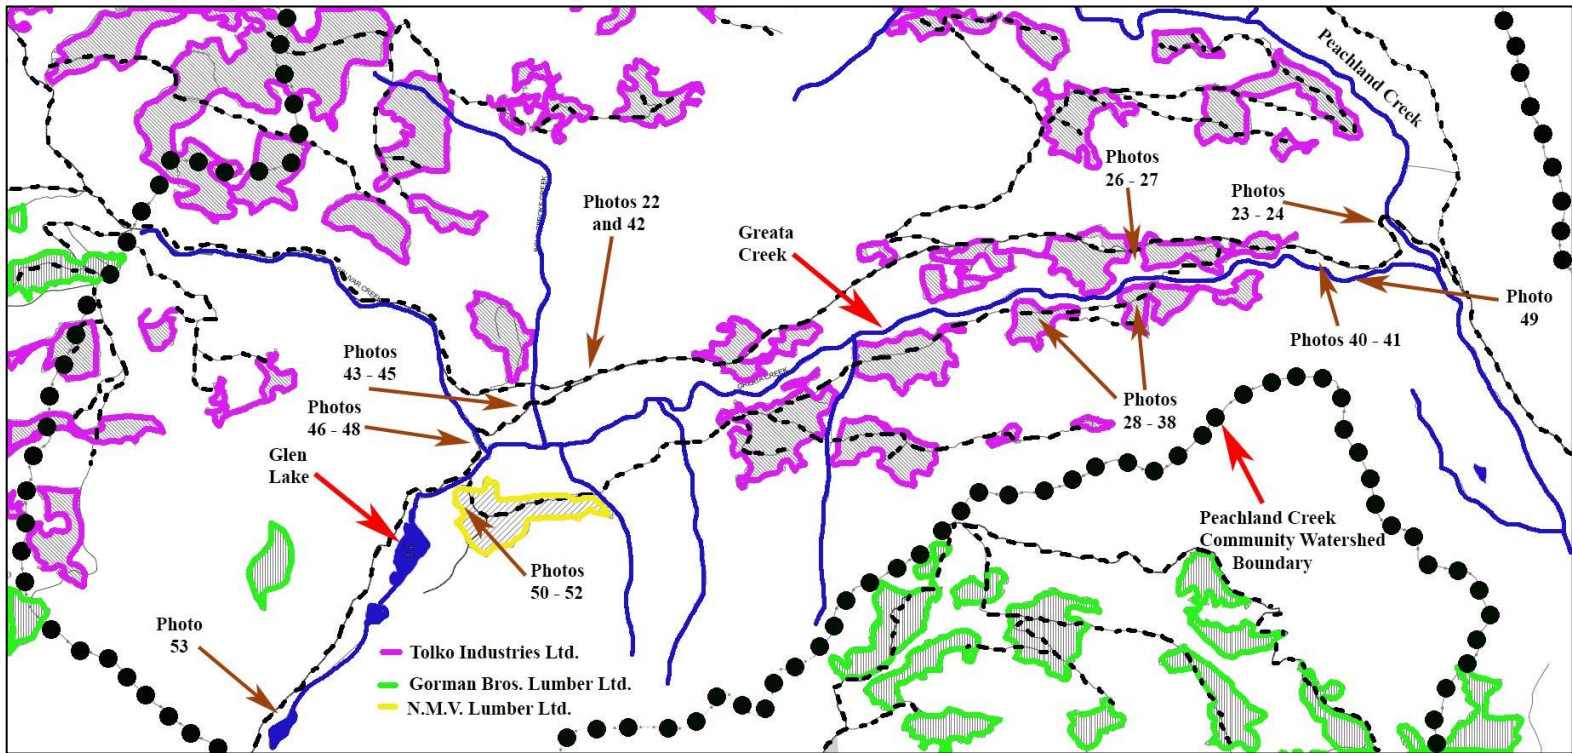 Peachland Creek
Photos
26 - 27
Photos
23 - 24
Photos 22
and 42
Greata
Creek
Photo
49
Photos 40 - 41
Photos
43 - 45
Photos
46 - 48
GREATA CREEK
Photos
28 - 38
Glen
Lake
Peachland Creek
Community Watershed
Boundary
Photos
50 - 52
Photo
53
Tolko Industries Ltd.
Gorman Bros. Lumber Ltd.
N.M.V. Lumber Ltd.